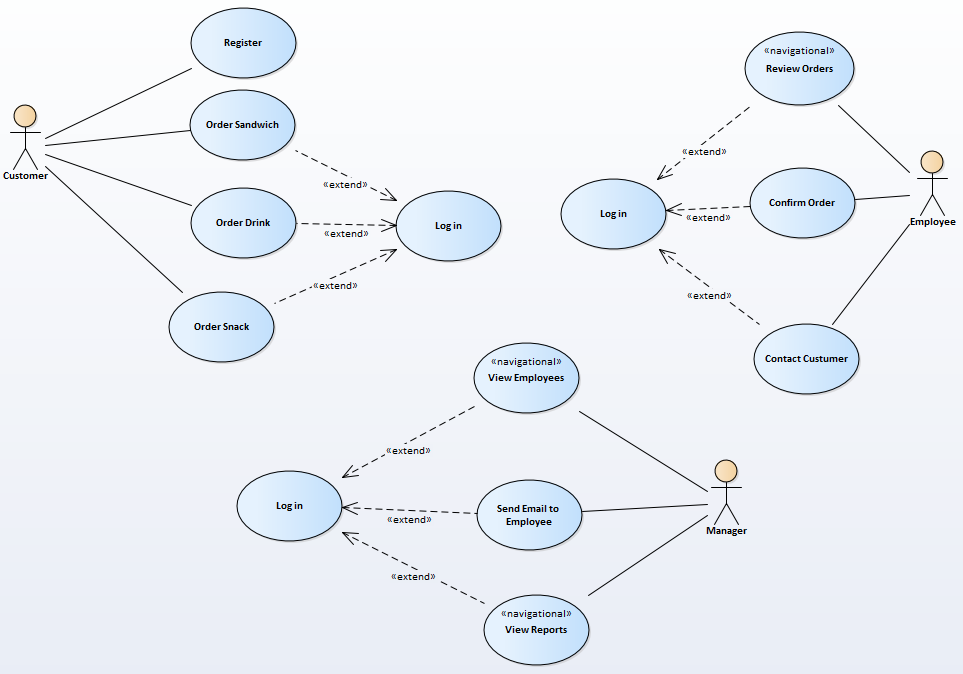 Register
Order Sandwich
Customer
«extend»
Order Drink
Log in
«extend»
«extend»
Order Snack
«navigational»
Review Orders
«extend»
Employee
Confirm Order
Log in
«extend»
«extend»
Contact Custumer
«navigational»
View Employees
«extend»
Log in
Send Email to
Employee
«extend»
Manager
«extend»
«navigational»
View Reports